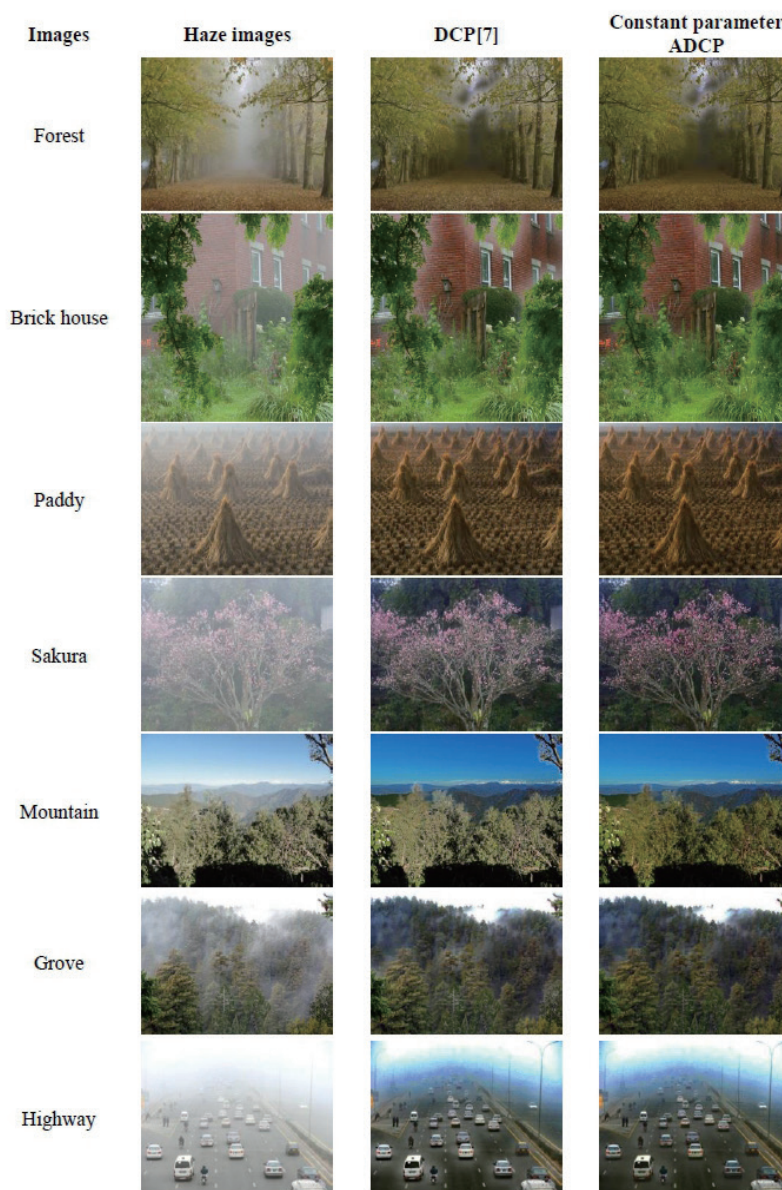 Images
Haze images
DCP[7]
Constant parameter
ADCP
Forest
Brick house
Paddy
Sakura
Mountain
Grove
Highway